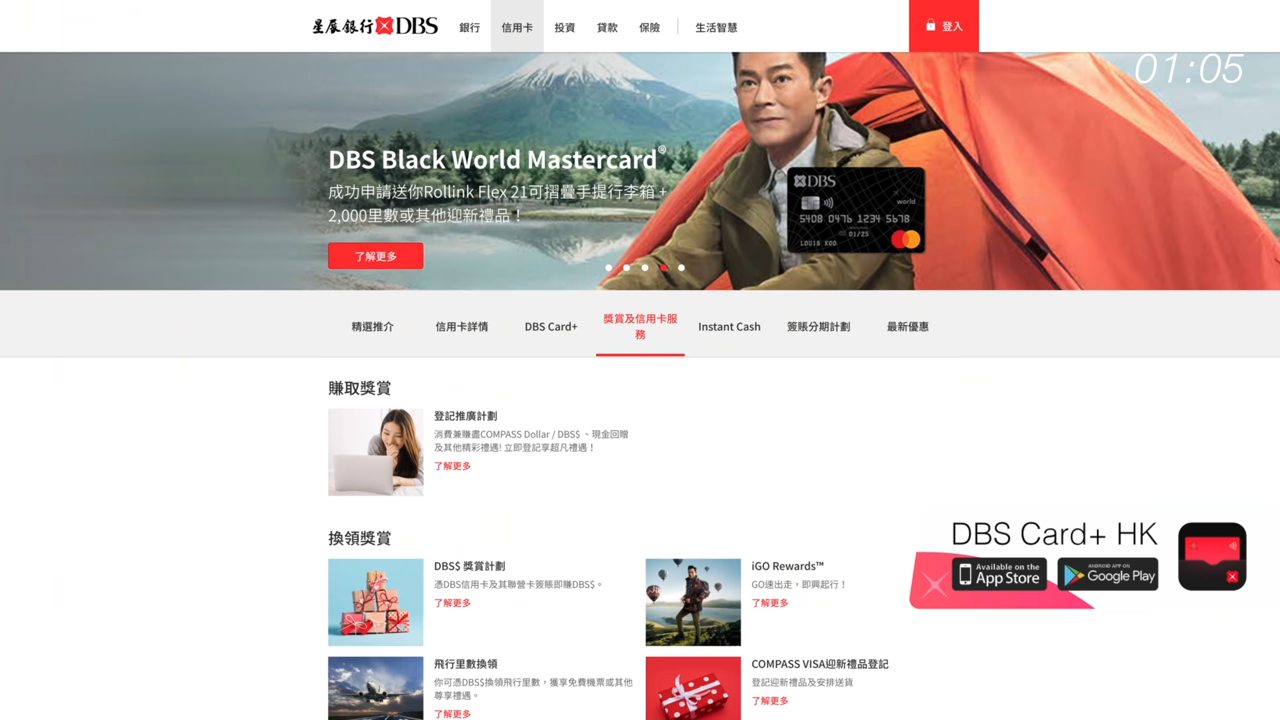 星辰銀行 DBS
銀行
信用卡
投資
貸款
保險
生活智慧
登入
01:05
DBS Black World Mastercard®
成功申請送你Rollink Flex 21可摺疊手提行李箱 +
2,000里數或其他迎新禮品！
了解更多
DBS
world
5408 0476 1234 5678
01/25
LOUIS KOO
精選推介
信用卡詳情
DBS Card+
獎賞及信用卡服
務
Instant Cash
簽賬分期計劃
最新優惠
賺取獎賞
登記推廣計劃
消費兼賺盡COMPASS Dollar / DBS$ 、現金回贈
及其他精彩禮遇! 立即登記享超凡禮遇！
了解更多
換領獎賞
DBS$ 獎賞計劃
憑DBS信用卡及其聯營卡簽賬即賺DBS$。
了解更多
iGO Rewards™
GO速出走，即興起行！
了解更多
飛行里數換領
你可憑DBS$換領飛行里數，獲享免費機票或其他
尊享禮遇。
了解更多
COMPASS VISA迎新禮品登記
登記迎新禮品及安排送貨
了解更多
DBS Card+ HK
Available on the
App Store
ANDROID APP ON
Google Play